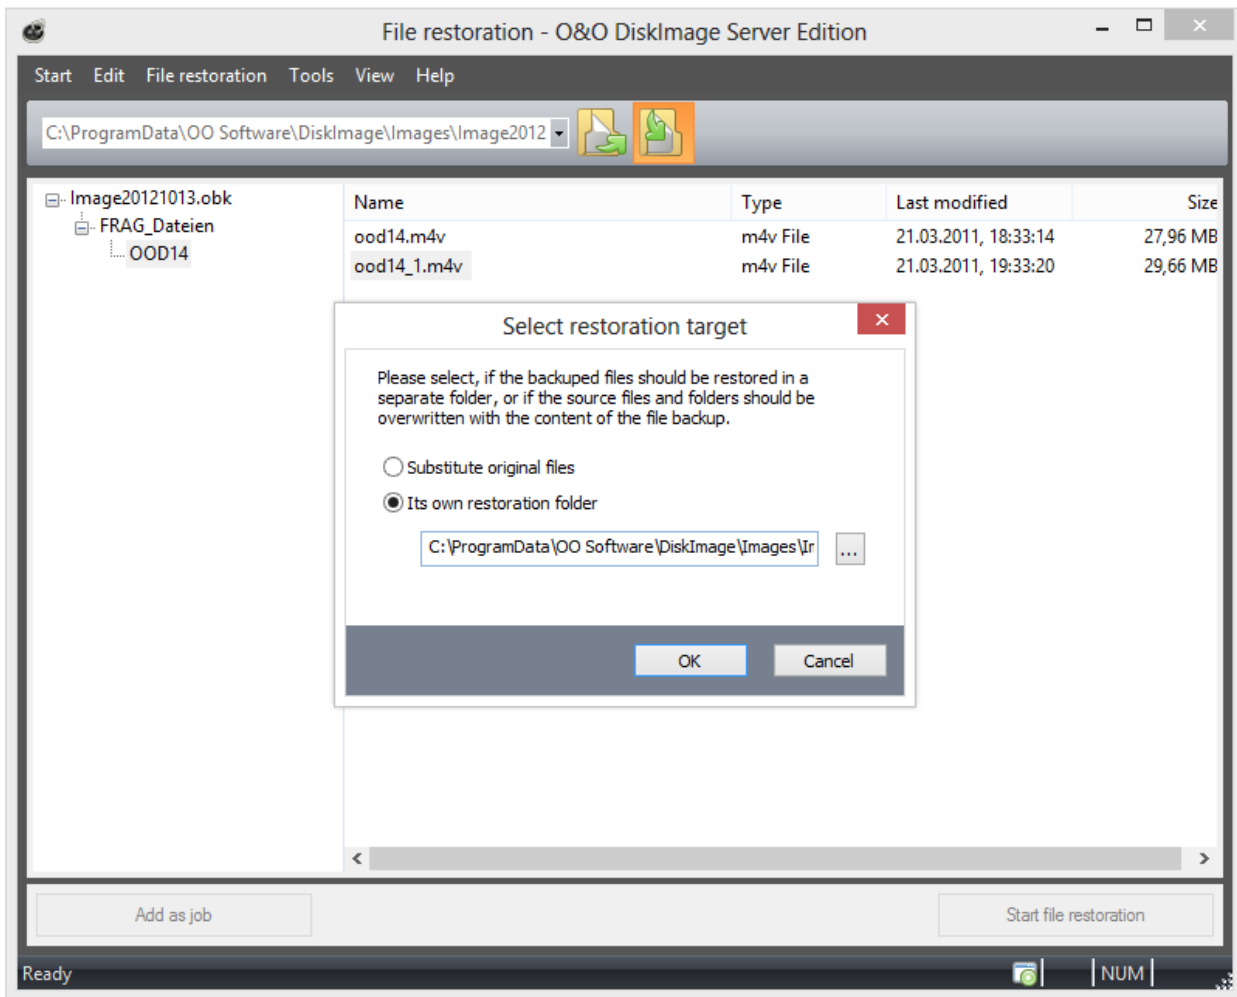 File restoration - O&O DiskImage Server Edition
Start Edit File restoration Tools View Help
C:\ProgramData\OO Software\DiskImage\Images\Image2012
Image20121013.obk
FRAG_Dateien
OOD14
Name Type Last modified Size
ood14.m4v m4v File 21.03.2011, 18:33:14 27,96 MB
ood14_1.m4v m4v File 21.03.2011, 19:33:20 29,66 MB
Select restoration target
Please select, if the backuped files should be restored in a
separate folder, or if the source files and folders should be
overwritten with the content of the file backup.
Substitute original files
Its own restoration folder
C:\ProgramData\OO Software\DiskImage\Images\
...
OK Cancel
Add as job Start file restoration
Ready NUM